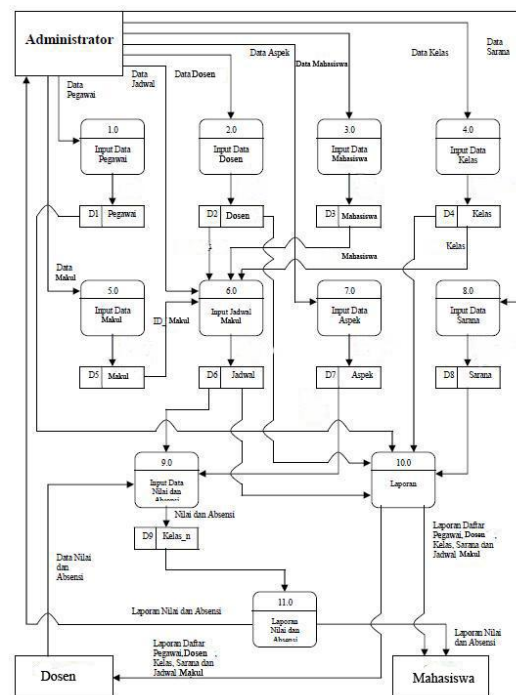 Administrator
Data Pegawai
Data Jadwal
Data Dosen
Data Mahasiswa
Data Aspek
Data Kelas
Data Sarana
1.0
Input Data
Pegawai
2.0
Input Data
Dosen
3.0
Input Data
Mahasiswa
4.0
Input Data
Kelas
D1 Pegawai
D2 Dosen
D3 Mahasiswa
D4 Kelas
Mahasiswa
Kelas
Data
Makul
5.0
Input Data
Makul
ID_ Makul
6.0
Input Jadwal
Makul
7.0
Input Data
Aspek
8.0
Input Data
Sarana
D5 Makul
D6 Jadwal
D7 Aspek
D8 Sarana
9.0
Input Data
Nilai dan
Absensi
10.0
Laporan
Nilai dan Absensi
D9 Kelas_n
Data Nilai
dan
Absensi
Laporan Daftar
Pegawai, Dosen ,
Kelas, Sarana dan
Jadwal Makul
11.0
Laporan
Nilai dan
Absensi
Laporan Nilai dan Absensi
Laporan Nilai dan
Absensi
Laporan Daftar
Pegawai, Dosen ,
Kelas, Sarana dan
Jadwal Makul
Dosen
Mahasiswa